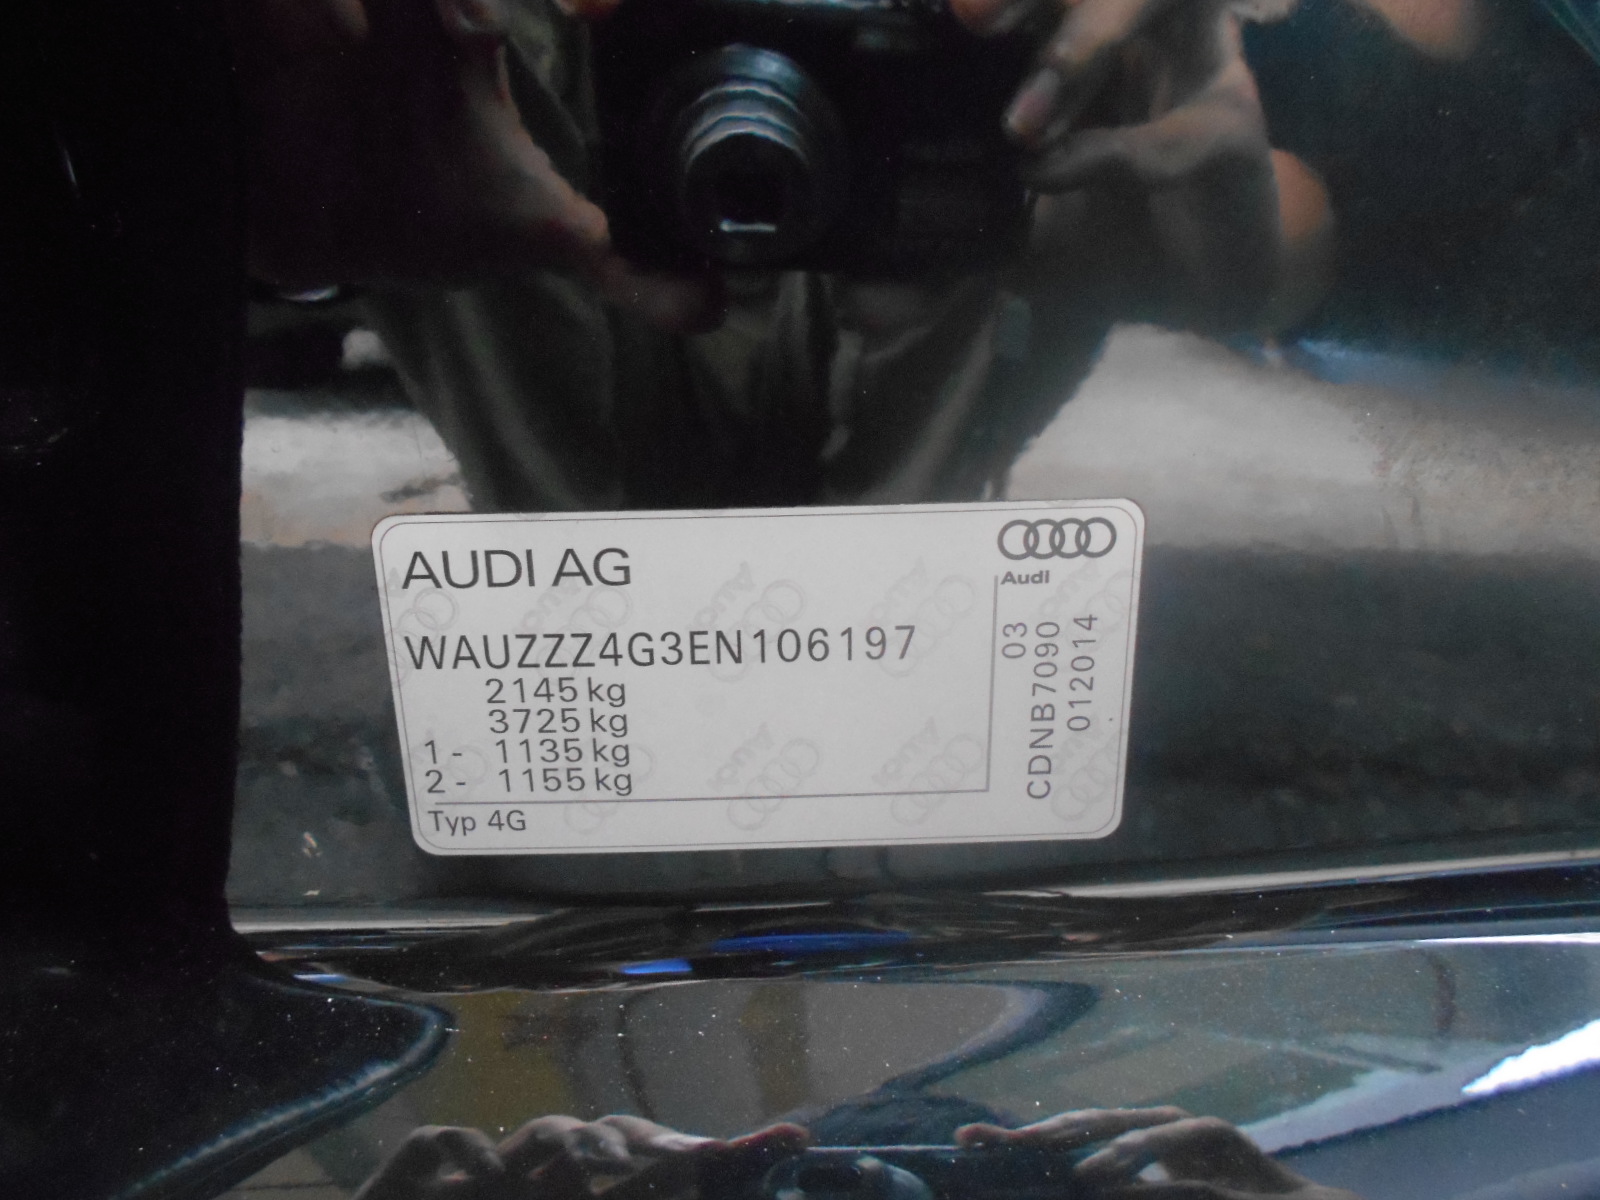 AUDI AG
Audi
WAUZZZ4G3EN106197
2145 kg
3725 kg
1 - 1135 kg
2 - 1155 kg
Typ 4G
03
CDNB7090
012014